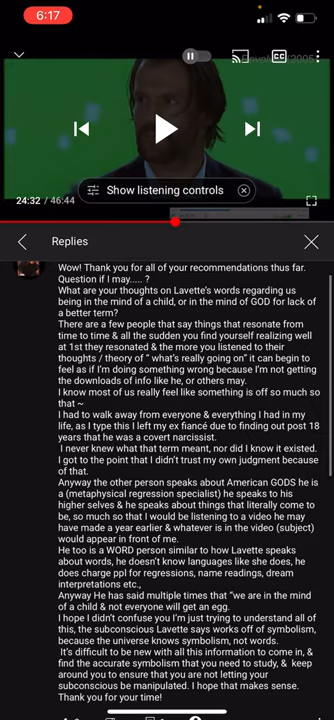 6:17
24:32 / 46:44
Show listening controls
Replies
Wow! Thank you for all of your recommendations thus far.
Question if I may..... ?
What are your thoughts on Lavette's words regarding us
being in the mind of a child, or in the mind of GOD for lack of
a better term?
There are a few people that say things that resonate from
time to time & all the sudden you find yourself realizing well
at 1st they resonated & the more you listened to their
thoughts / theory of " what's really going on" it can begin to
feel as if I'm doing something wrong because I'm not getting
the downloads of info like he, or others may.
I know most of us really feel like something is off so much so
that ~
I had to walk away from everyone & everything I had in my
life, as I type this I left my ex fiancé due to finding out post 18
years that he was a covert narcissist.
I never knew what that term meant, nor did I know it existed.
I got to the point that I didn't trust my own judgment because
of that.
Anyway the other person speaks about American GODS he is
a (metaphysical regression specialist) he speaks to his
higher selves & he speaks about things that literally come to
be, so much so that I would be listening to a video he may
have made a year earlier & whatever is in the video (subject)
would appear in front of me.
He too is a WORD person similar to how Lavette speaks
about words, he doesn't know languages like she does, he
does charge ppl for regressions, name readings, dream
interpretations etc.,
Anyway He has said multiple times that "we are in the mind
of a child & not everyone will get an egg.
I hope I didn't confuse you I'm just trying to understand all of
this, the subconscious Lavette says works off of symbolism,
because the universe knows symbolism, not words.
It's difficult to be new with all this information to come in, &
find the accurate symbolism that you need to study, & keep
around you to ensure that you are not letting your
subconscious be manipulated. I hope that makes sense.
Thank you for your time!